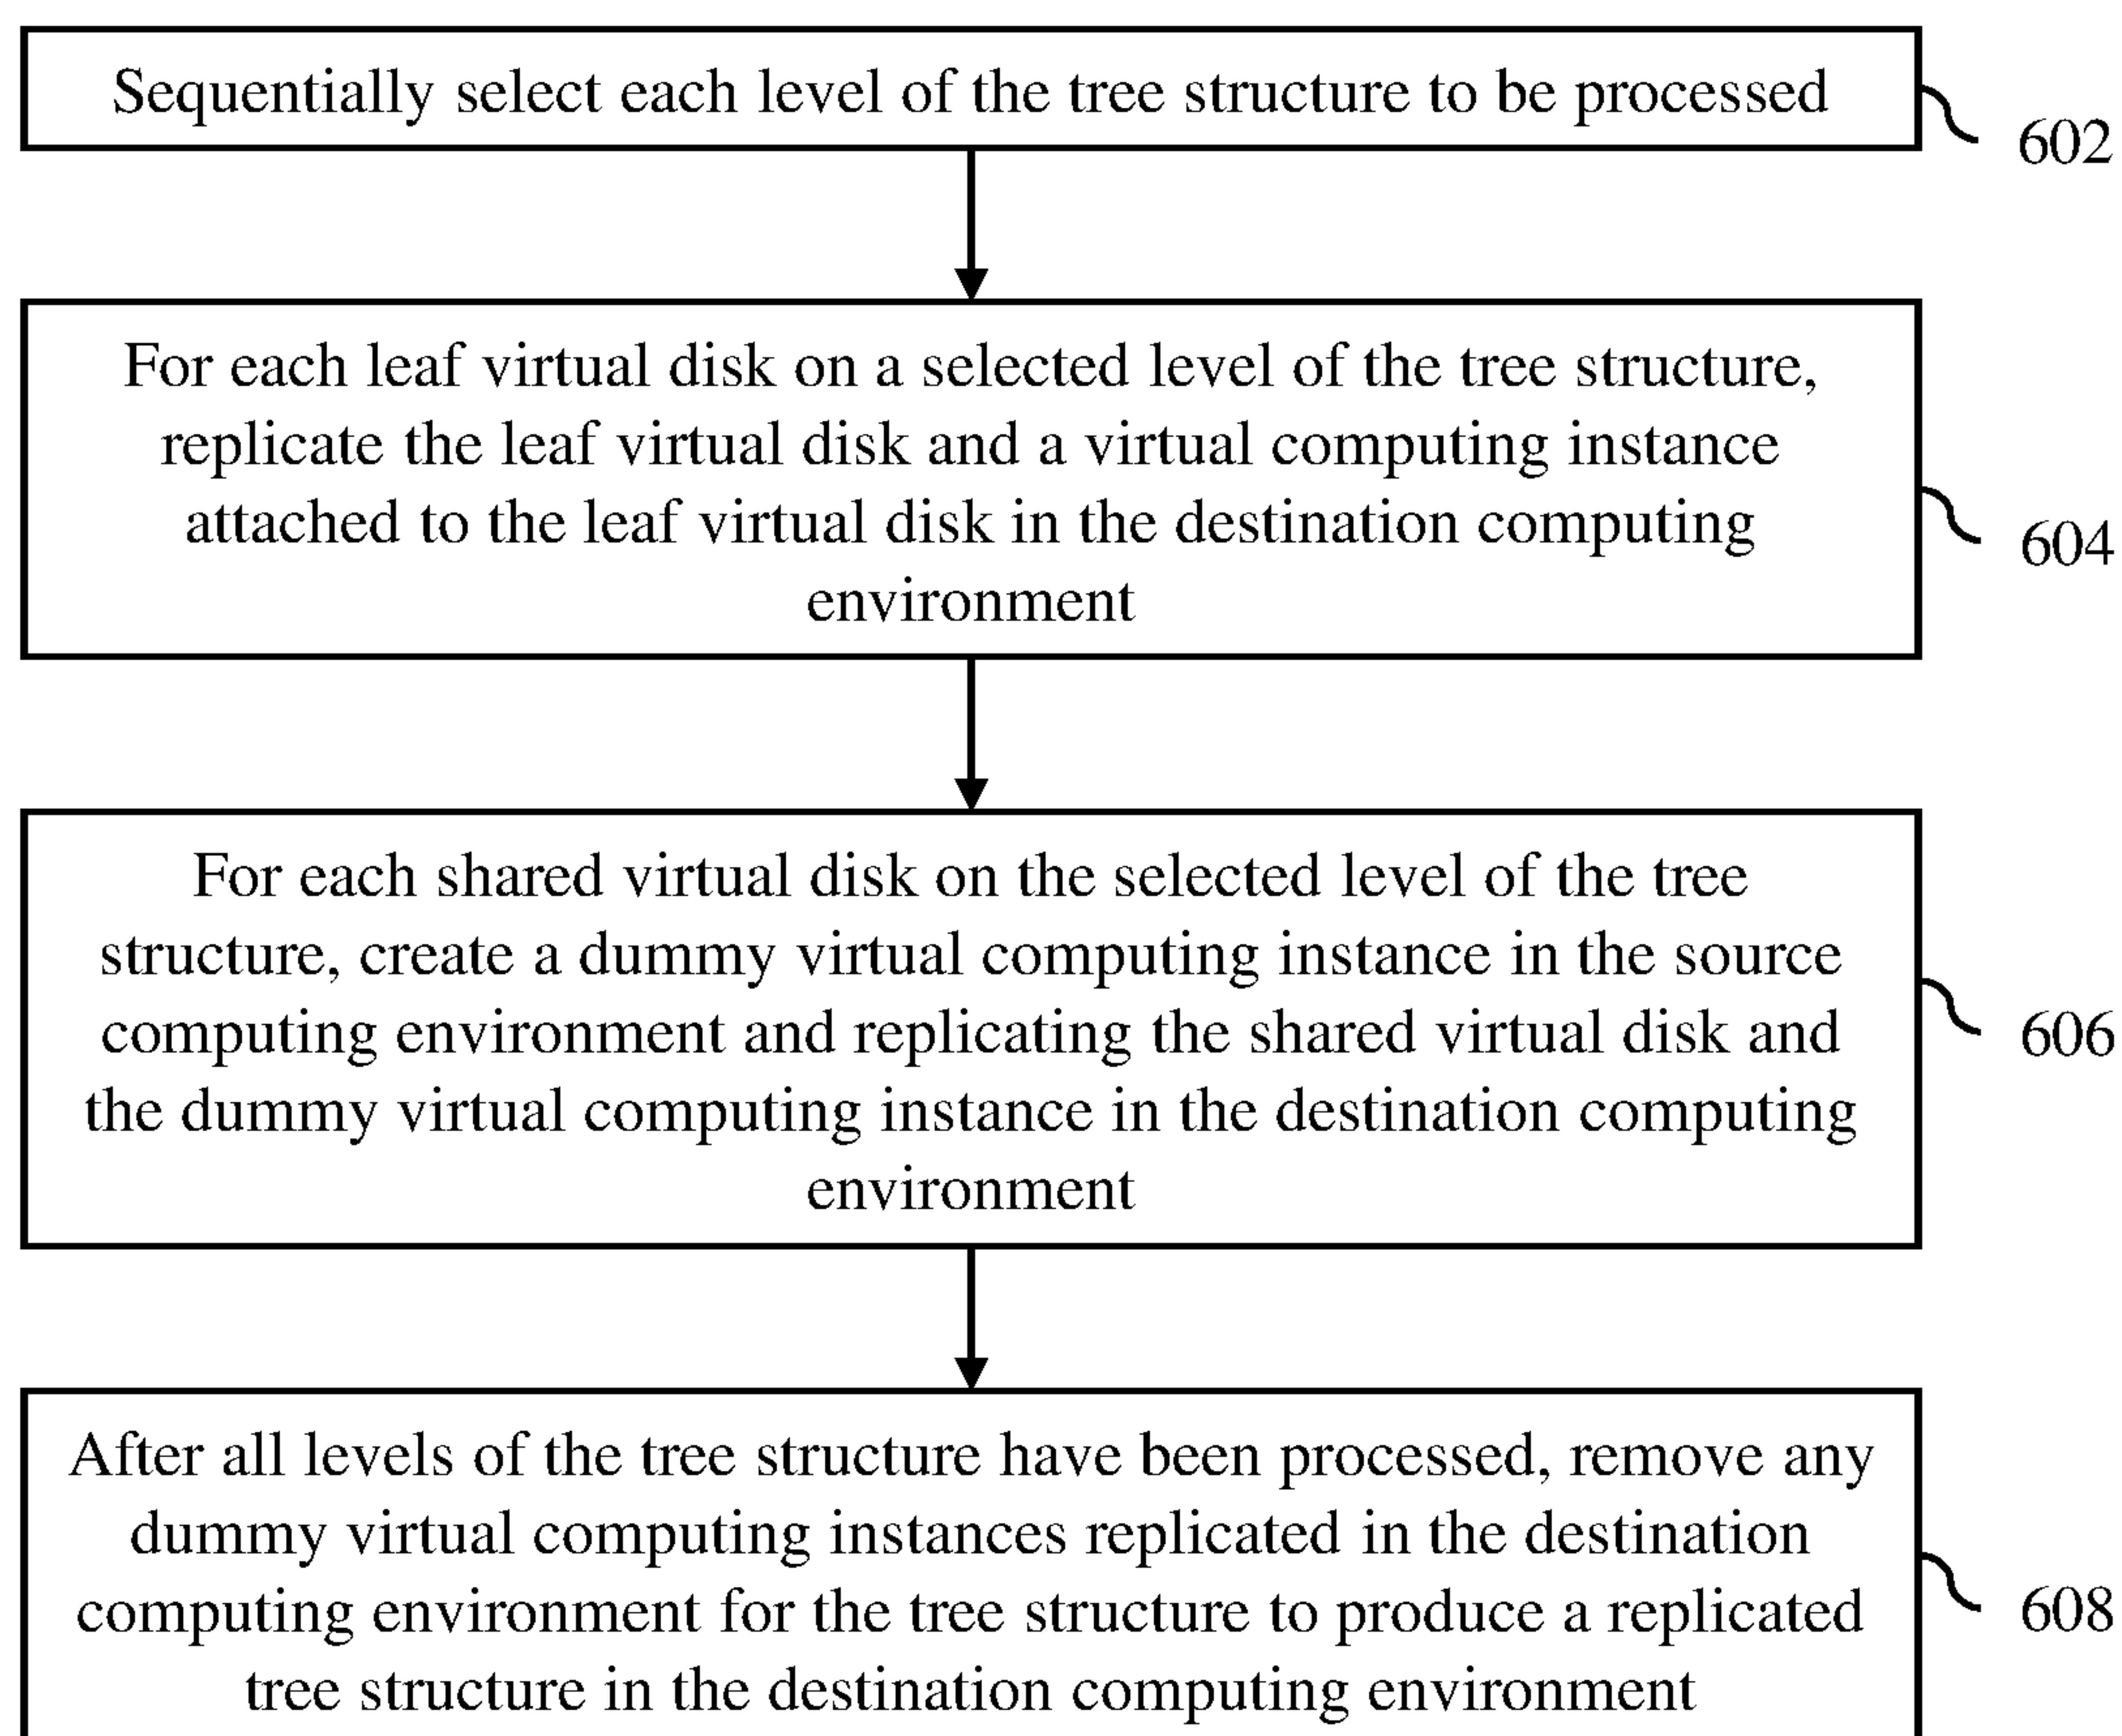 Sequentially select each level of the tree structure to be processed
602
For each leaf virtual disk on a selected level of the tree structure,
replicate the leaf virtual disk and a virtual computing instance
attached to the leaf virtual disk in the destination computing
environment
604
For each shared virtual disk on the selected level of the tree
structure, create a dummy virtual computing instance in the source
computing environment and replicating the shared virtual disk and
the dummy virtual computing instance in the destination computing
environment
606
After all levels of the tree structure have been processed, remove any
dummy virtual computing instances replicated in the destination
computing environment for the tree structure to produce a replicated
tree structure in the destination computing environment
608